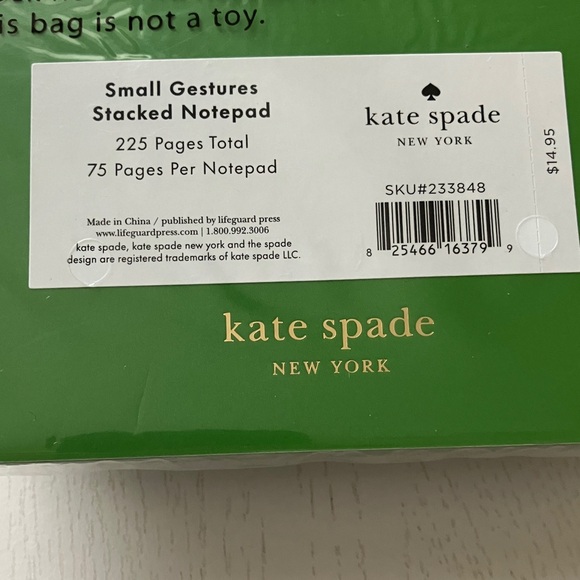 is bag is not a toy.
Small Gestures
Stacked Notepad
225 Pages Total
75 Pages Per Notepad
Made in China / published by lifeguard press
www.lifeguardpress.com | 1.800.992.3006
kate spade, kate spade new york and the spade
design are registered trademarks of kate spade LLC.
kate spade
NEW YORK
SKU#233848
8 25466 16379 9
$14.95
kate spade
NEW YORK